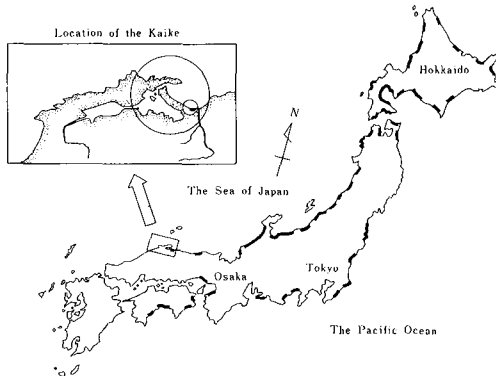 Location of the Kaike
Hokkaido
N
The Sea of Japan
Osaka
Tokyo
The Pacific Ocean